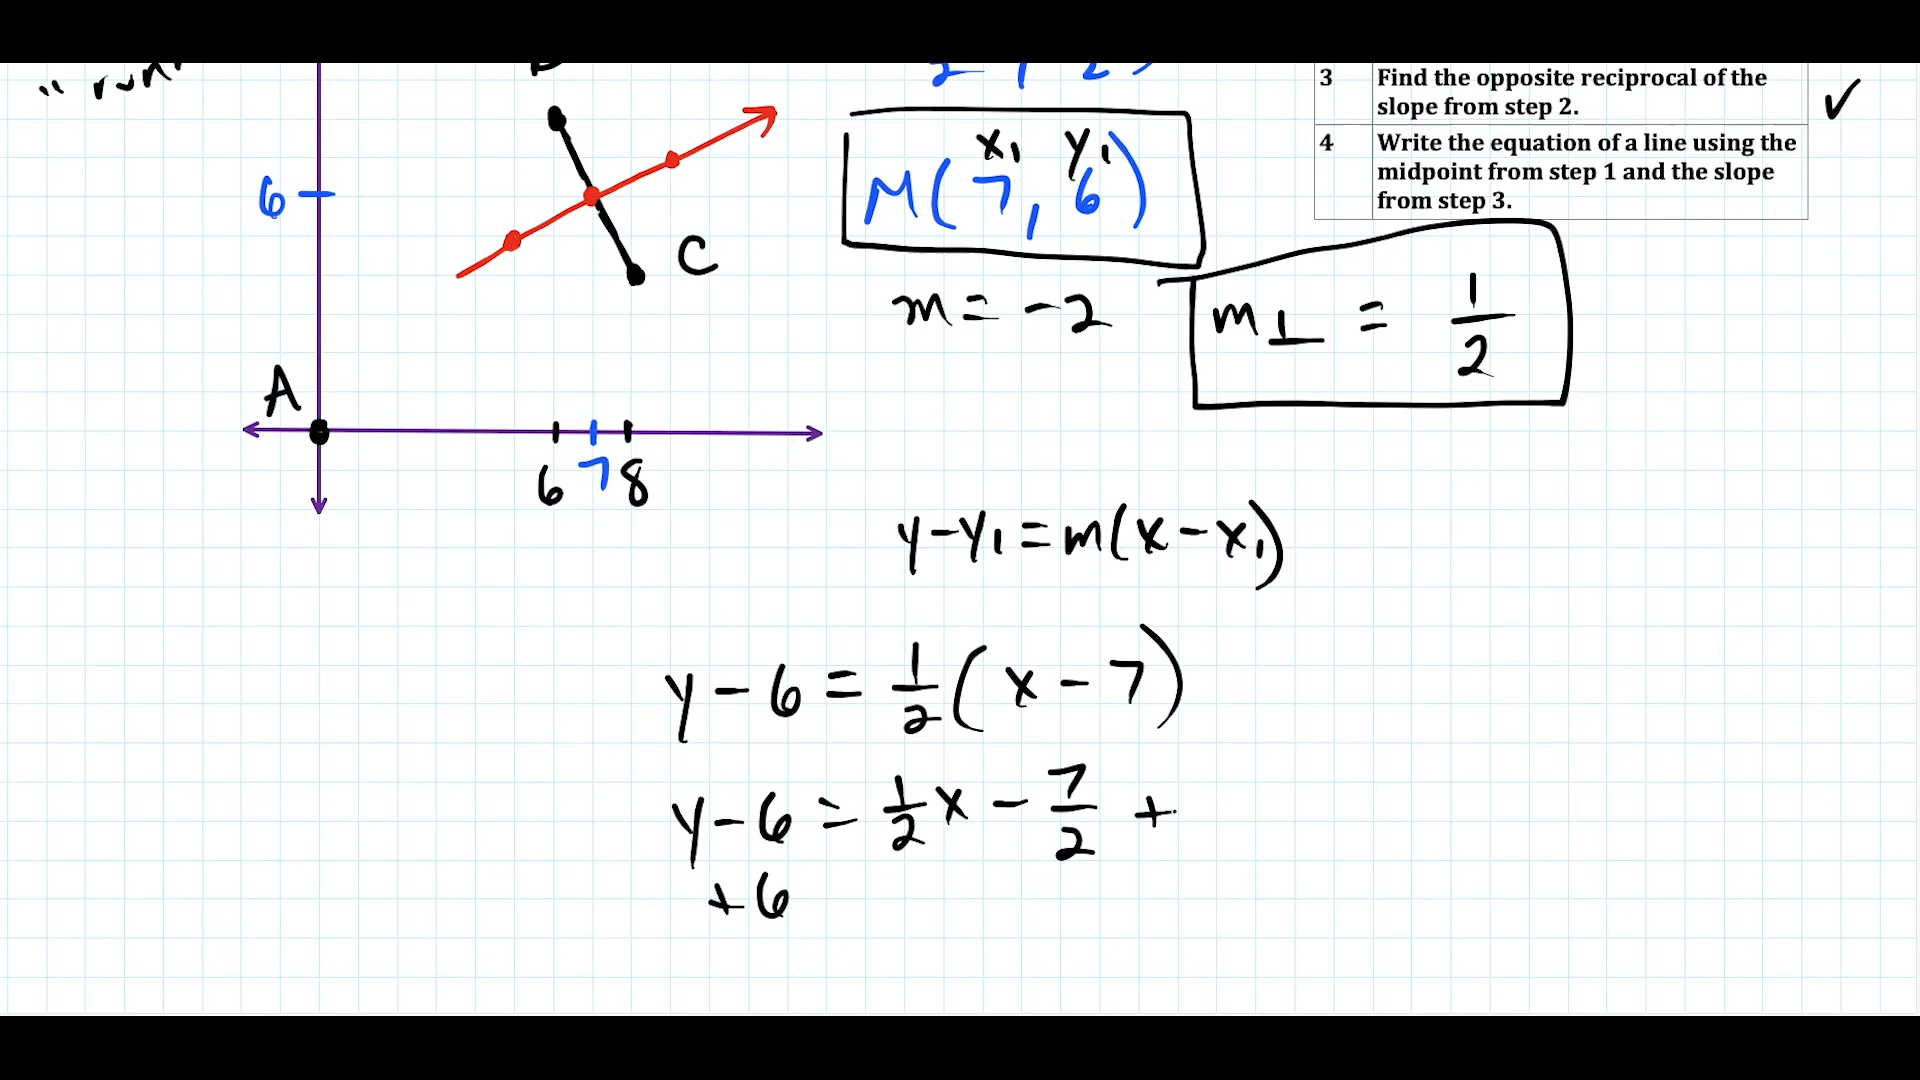 "run"
3 Find the opposite reciprocal of the
slope from step 2.
✓
4 Write the equation of a line using the
midpoint from step 1 and the slope
from step 3.
x₁ y₁
M(7, 6)
6
C
m = -2
m⊥ = 1/2
A
6 7 8
y-y₁=m(x-x₁)
y-6=1/2(x-7)
y-6=1/2x-7/2 +
+6